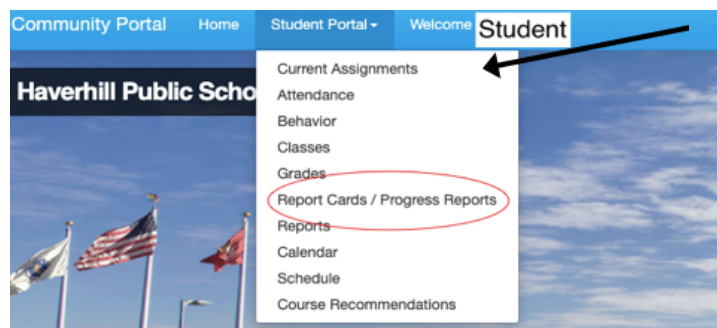 Community Portal Home Student Portal Welcome Student
Current Assignments
Haverhill Public Scho
Attendance
Behavior
Classes
Grades
Report Cards / Progress Reports
Reports
Calendar
Schedule
Course Recommendations